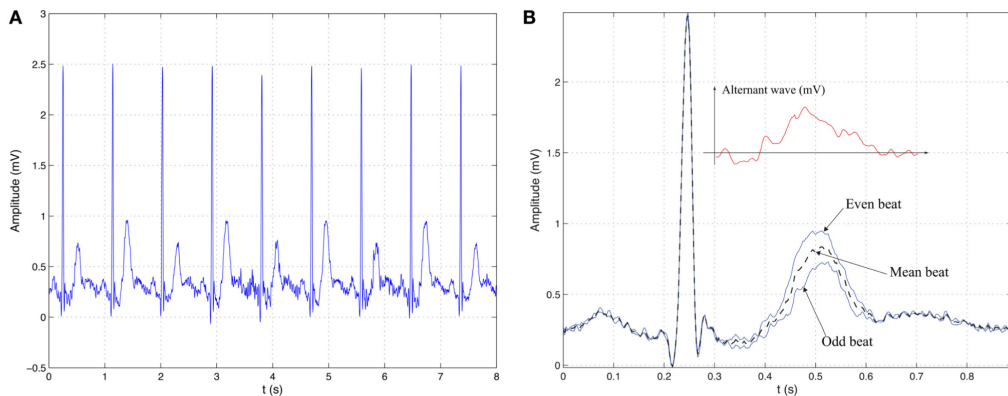 A
3
2.5
2
1.5
1
0.5
0
−0.5
Amplitude (mV)
0 1 2 3 4 5 6 7 8
t (s)
B
2
1.5
1
0.5
0
Amplitude (mV)
Alternant wave (mV)
Even beat
Mean beat
Odd beat
0 0.1 0.2 0.3 0.4 0.5 0.6 0.7 0.8
t (s)